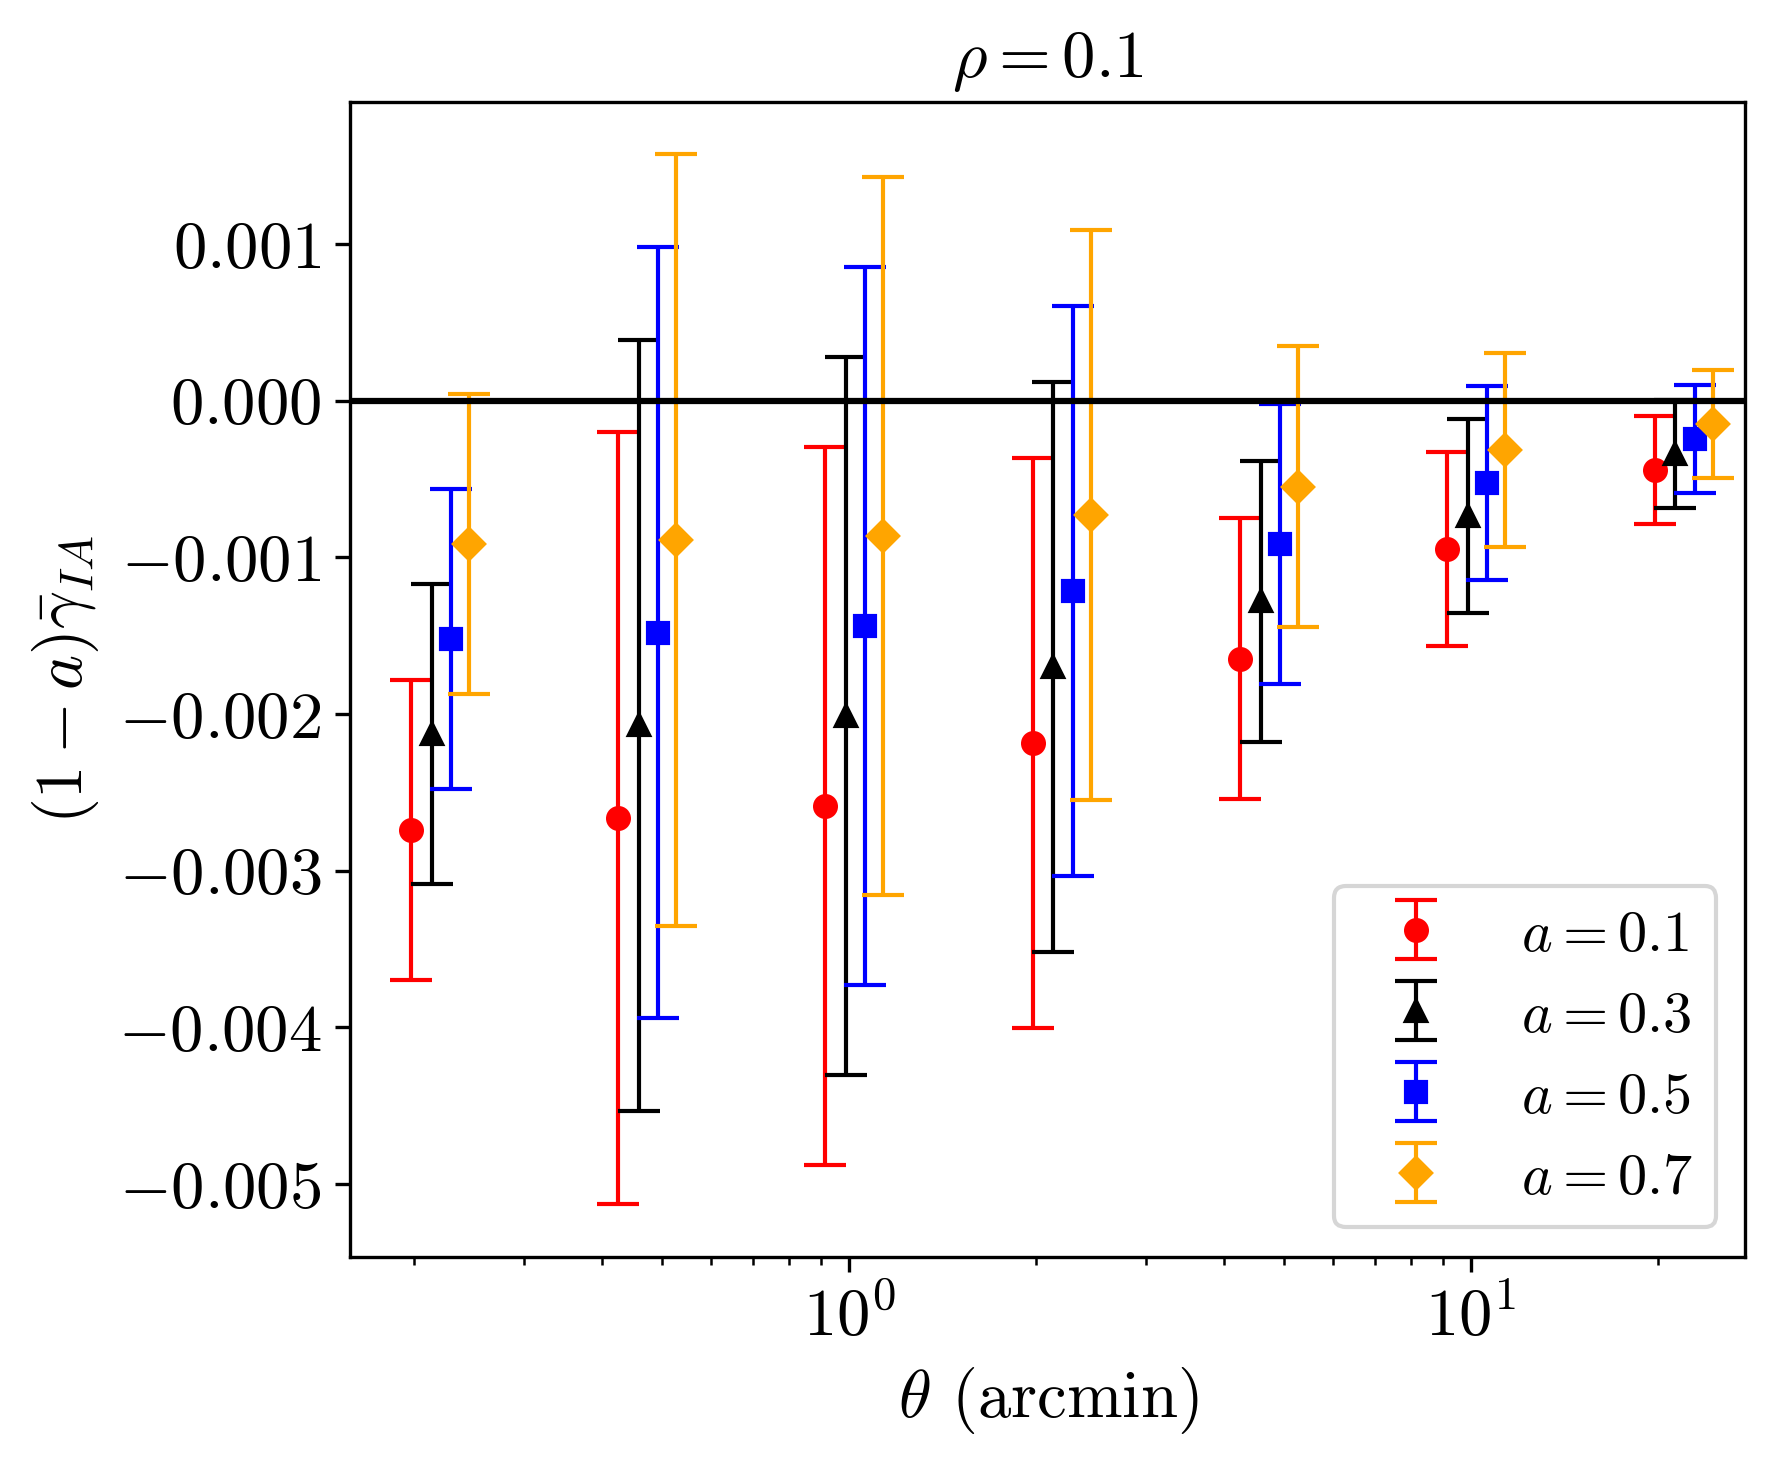 ρ = 0.1
0.001
0.000
−0.001
−0.002
−0.003
−0.004
−0.005
(1 − a)γ̄_{IA}
a = 0.1
a = 0.3
a = 0.5
a = 0.7
10⁰ 10¹
θ (arcmin)